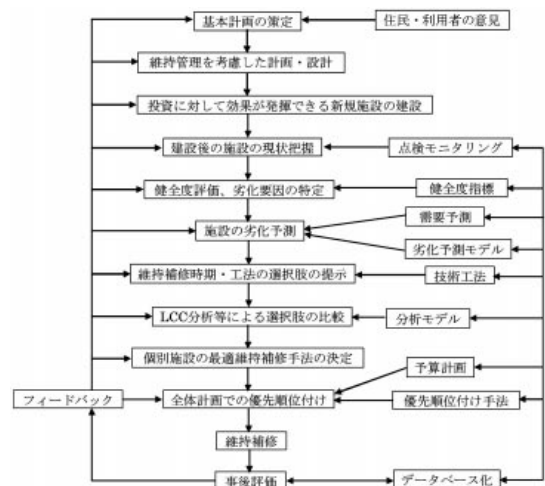 基本計画の策定
住民・利用者の意見
維持管理を考慮した計画・設計
投資に対して効果が発揮できる新規施設の建設
建設後の施設の現状把握
点検モニタリング
健全度評価、劣化要因の特定
健全度指標
需要予測
施設の劣化予測
劣化予測モデル
維持補修時期・工法の選択肢の提示
技術工法
LCC分析等による選択肢の比較
分析モデル
個別施設の最適維持補修手法の決定
予算計画
フィードバック
全体計画での優先順位付け
優先順位付け手法
維持補修
事後評価
データベース化